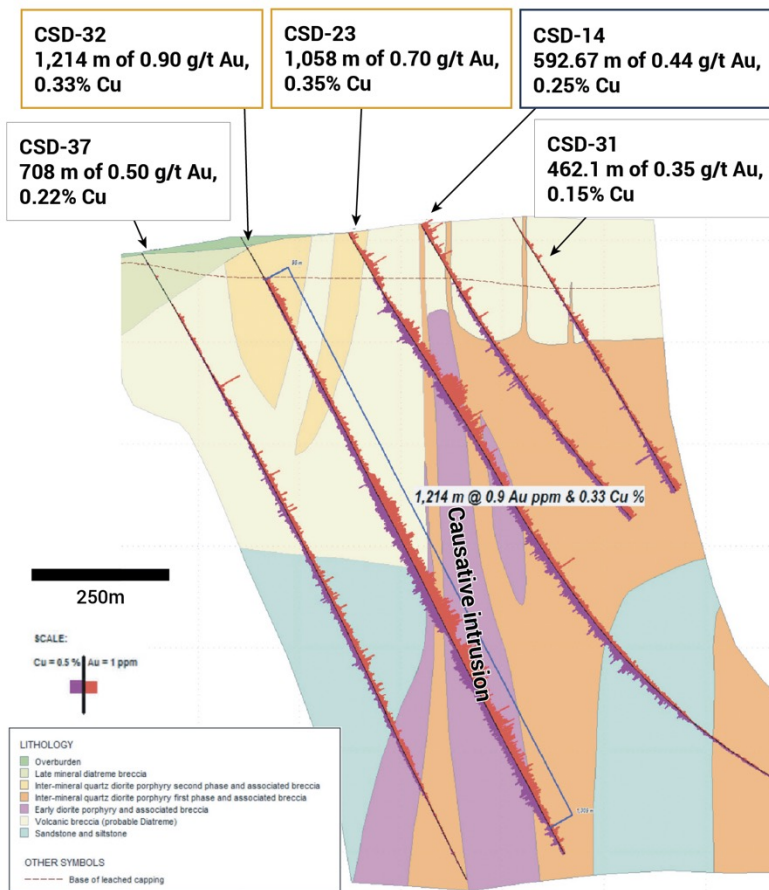 CSD-32
1,214 m of 0.90 g/t Au,
0.33% Cu
CSD-23
1,058 m of 0.70 g/t Au,
0.35% Cu
CSD-14
592.67 m of 0.44 g/t Au,
0.25% Cu
CSD-37
708 m of 0.50 g/t Au,
0.22% Cu
CSD-31
462.1 m of 0.35 g/t Au,
0.15% Cu
1,214 m @ 0.9 Au ppm & 0.33 Cu %
Causative intrusion
250m
SCALE:
Cu = 0.5 % Au = 1 ppm
LITHOLOGY
Overburden
Late mineral diatreme breccia
Inter-mineral quartz diorite porphyry second phase and associated breccia
Inter-mineral quartz diorite porphyry first phase and associated breccia
Early diorite porphyry and associated breccia
Volcanic breccia (probable Diatreme)
Sandstone and siltstone
OTHER SYMBOLS
Base of leached capping